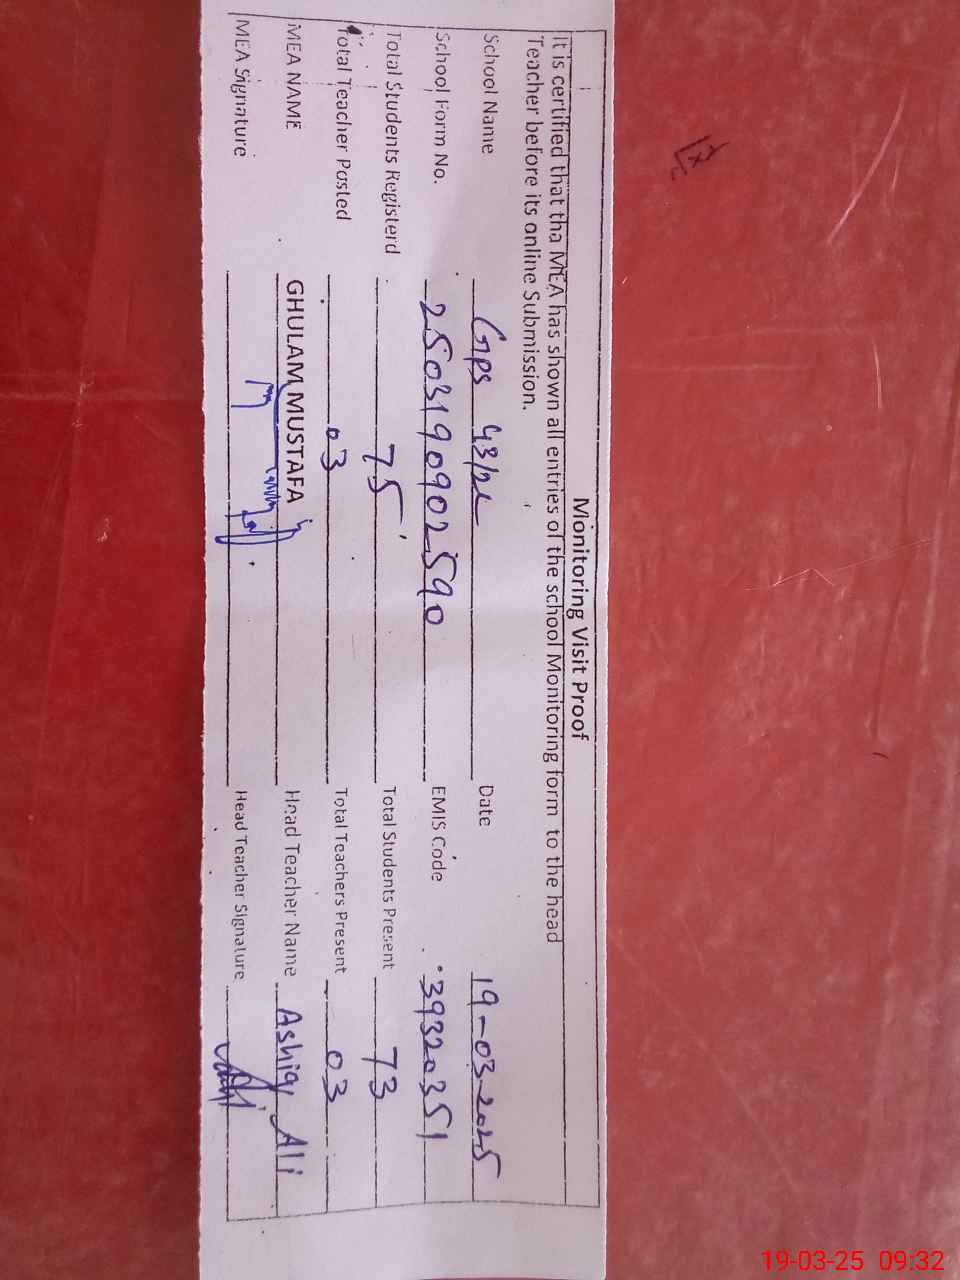 Monitoring Visit Proof
It is certified that tha MEA has shown all entries of the school Monitoring form to the head
Teacher before its online Submission.
School Name Gps 43/2L Date 19-03-2025
School Form No. 2503190902590 EMIS Code 39320351
Total Students Registerd 75 Total Students Present 73
Total Teacher Posted 03 Total Teachers Present 03
MEA NAME GHULAM MUSTAFA Head Teacher Name Ashiq Ali
MEA Signature Head Teacher Signature
19-03-25 09:32